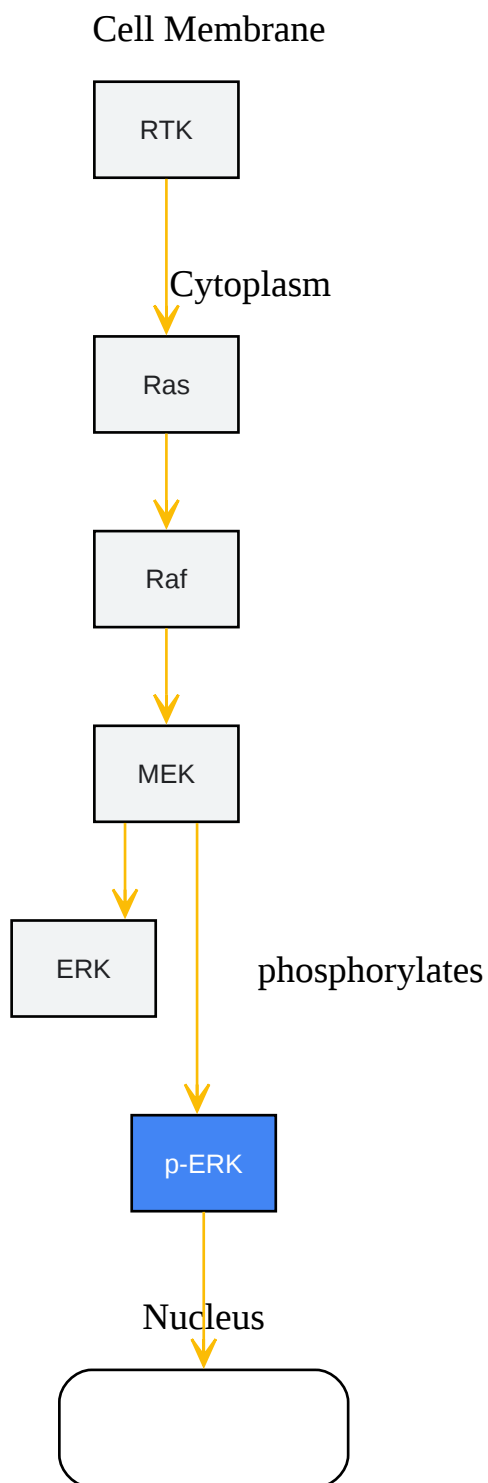 Cell Membrane
RTK
Cytoplasm
Ras
Raf
MEK
ERK
phosphorylates
p-ERK
Nucleus